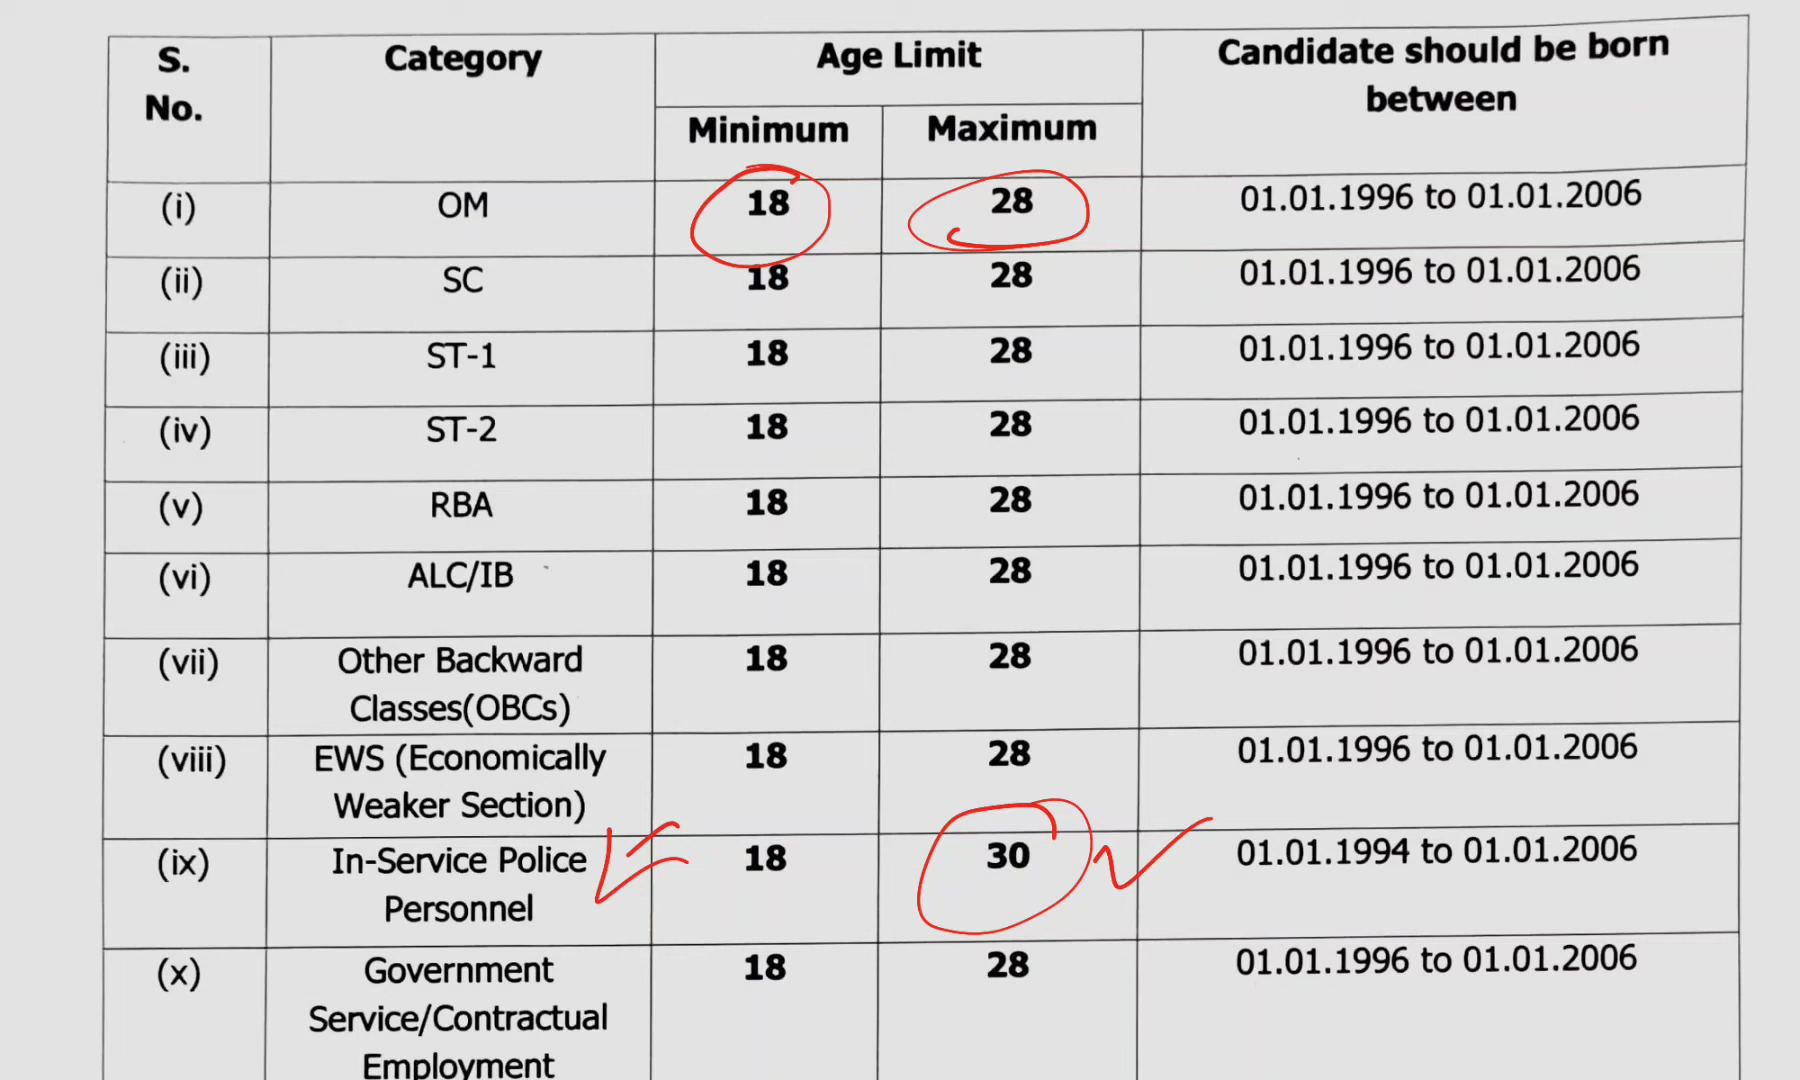 S. No. Category Age Limit Candidate should be born between
Minimum Maximum
(i) OM 18 28 01.01.1996 to 01.01.2006
(ii) SC 18 28 01.01.1996 to 01.01.2006
(iii) ST-1 18 28 01.01.1996 to 01.01.2006
(iv) ST-2 18 28 01.01.1996 to 01.01.2006
(v) RBA 18 28 01.01.1996 to 01.01.2006
(vi) ALC/IB 18 28 01.01.1996 to 01.01.2006
(vii) Other Backward 18 28 01.01.1996 to 01.01.2006
Classes(OBCs)
(viii) EWS (Economically 18 28 01.01.1996 to 01.01.2006
Weaker Section)
(ix) In-Service Police 18 30 01.01.1994 to 01.01.2006
Personnel
(x) Government 18 28 01.01.1996 to 01.01.2006
Service/Contractual
Employment